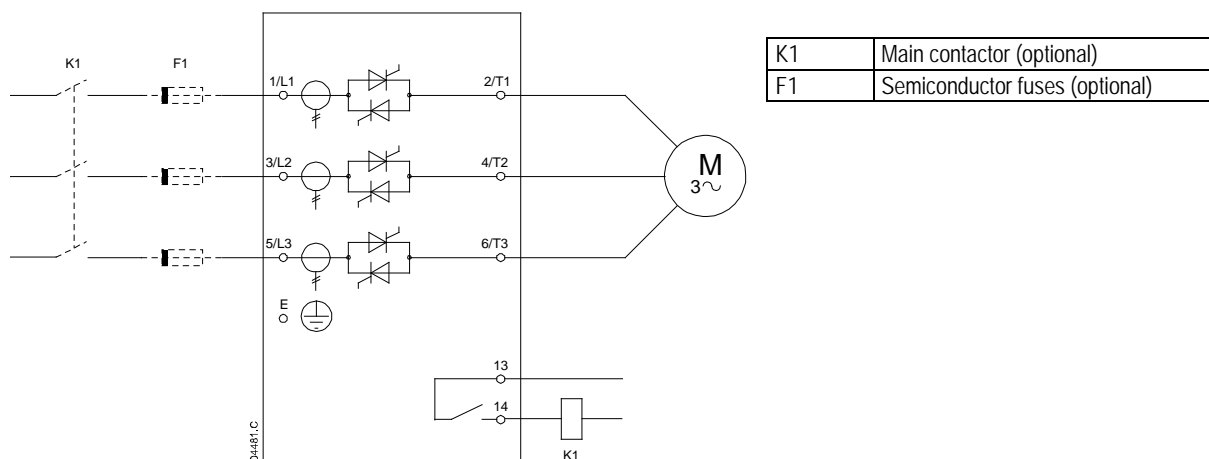 K1 F1
1/L1 2/T1
3/L2 4/T2
M
3
5/L3 6/T3
E
13
14
K1
04481.C
K1 Main contactor (optional)
F1 Semiconductor fuses (optional)